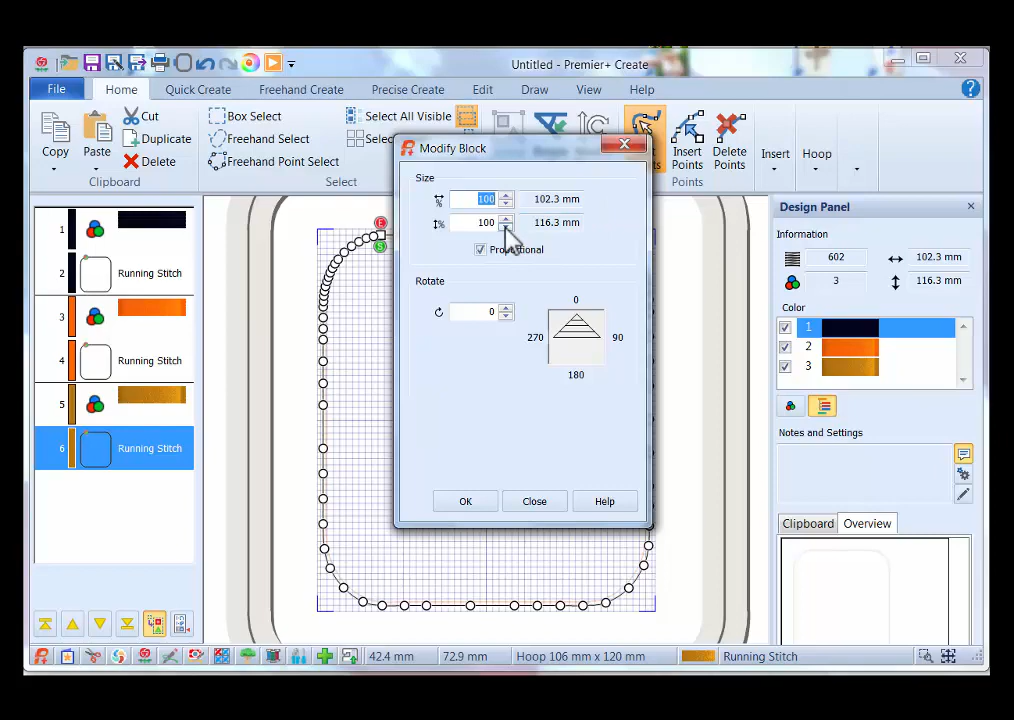 Untitled - Premier+ Create
File Home Quick Create Freehand Create Precise Create Edit Draw View Help
Copy
Paste
Cut
Duplicate
Delete
Clipboard
Box Select
Freehand Select
Freehand Point Select
Select All Visible
Select
Insert Points
Delete Points
Points
Insert
Hoop
1
2 Running Stitch
3
4 Running Stitch
5
6 Running Stitch
Modify Block
Size
% 100 102.3 mm
% 100 116.3 mm
Proportional
Rotate
0
0
270 90
180
OK Close Help
Design Panel
Information
602 102.3 mm
3 116.3 mm
Color
1
2
3
Notes and Settings
Clipboard Overview
42.4 mm 72.9 mm Hoop 106 mm x 120 mm Running Stitch